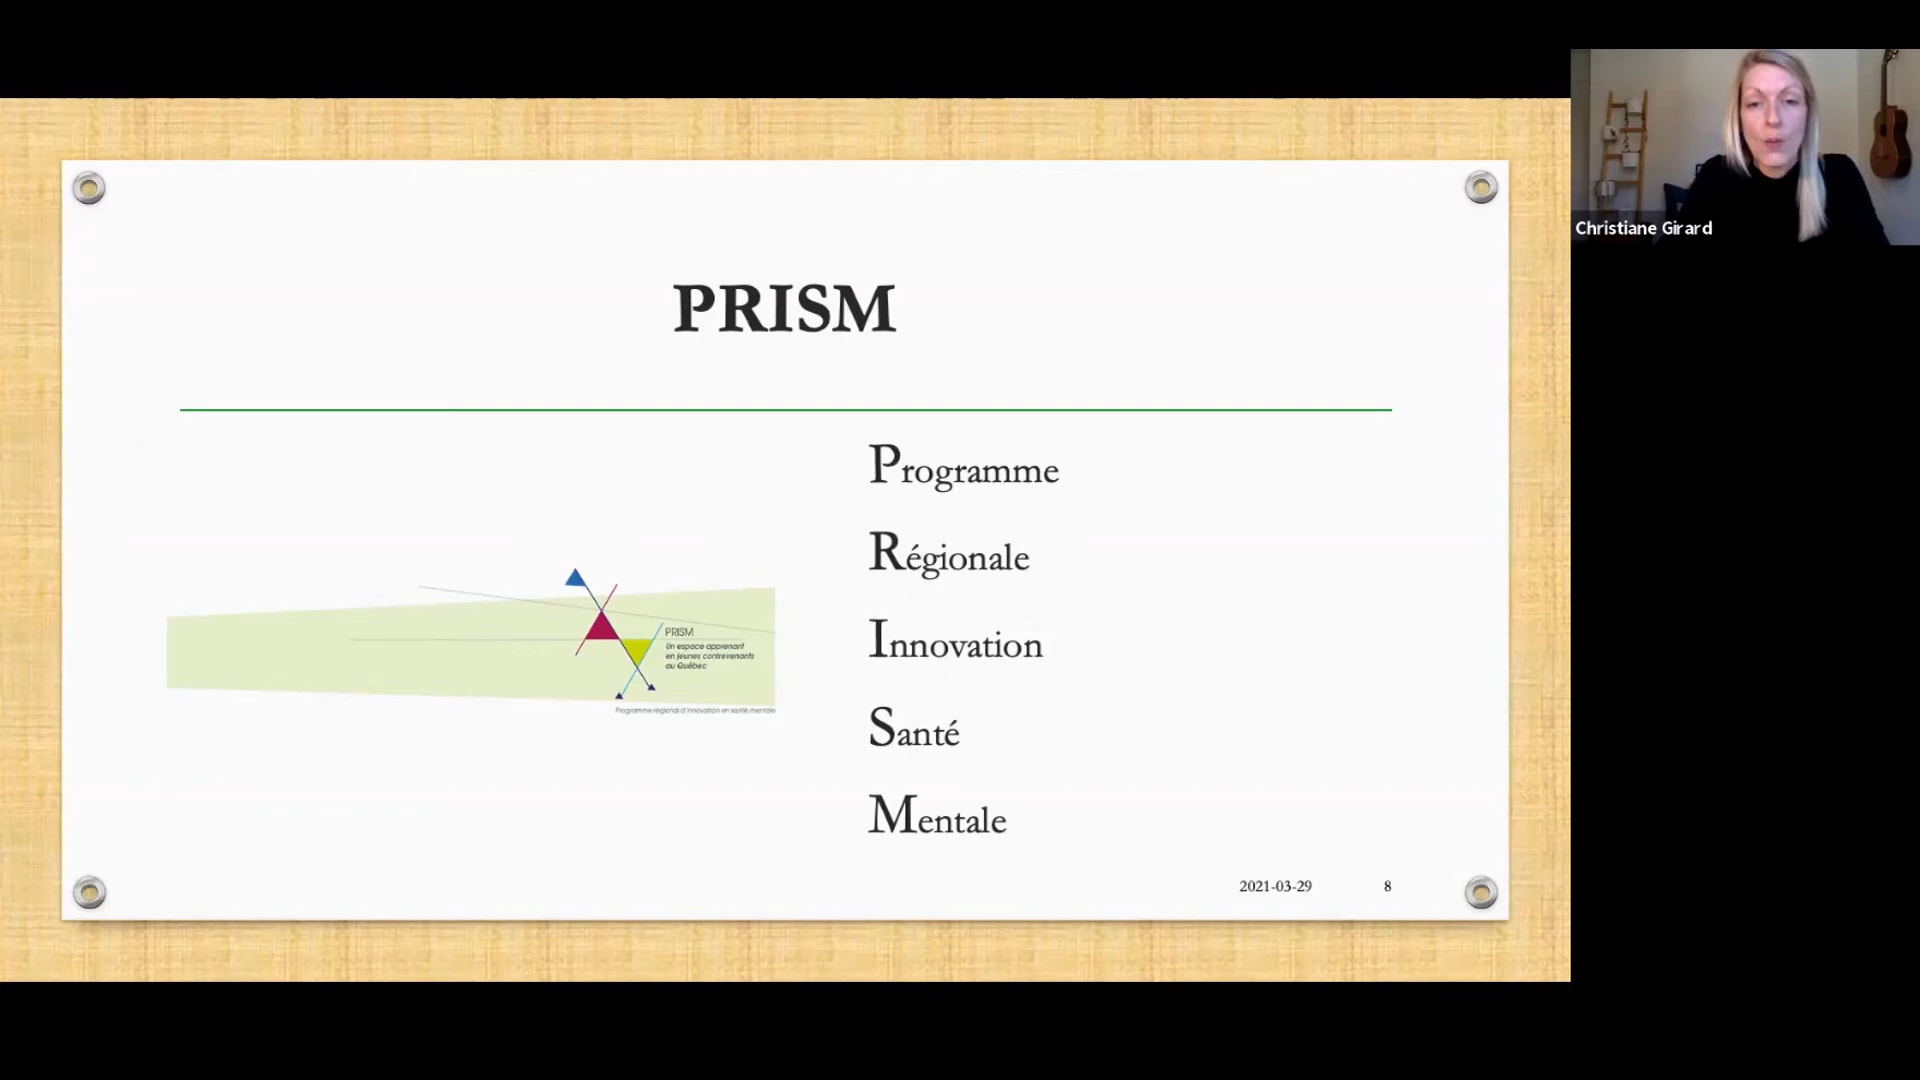 PRISM
Programme
Régionale
Innovation
Santé
Mentale
PRISM
Un espace apprenant
en jeunes contrevenants
au Québec
Programme régional d'innovation en santé mentale
2021-03-29
8
Christiane Girard